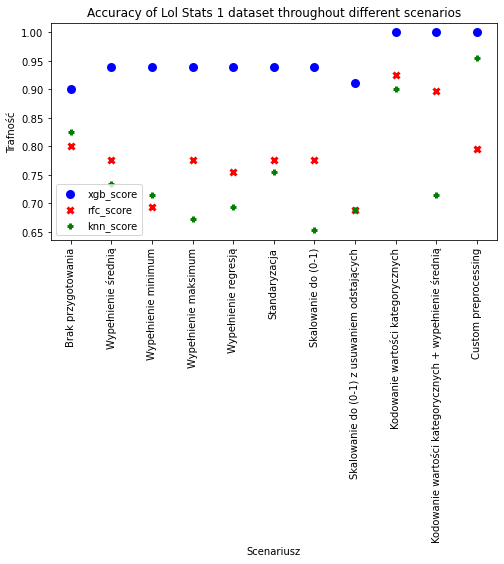 Accuracy of Lol Stats 1 dataset throughout different scenarios
Trafność
1.00
0.95
0.90
0.85
0.80
0.75
0.70
0.65
xgb_score
rfc_score
knn_score
Brak przygotowania
Wypełnienie średnią
Wypełnienie minimum
Wypełnienie maksimum
Wypełnienie regresją
Standaryzacja
Skalowanie do (0-1)
Skalowanie do (0-1) z usuwaniem odstających
Kodowanie wartości kategorycznych
Kodowanie wartości kategorycznych + wypełnienie średnią
Custom preprocessing
Scenariusz